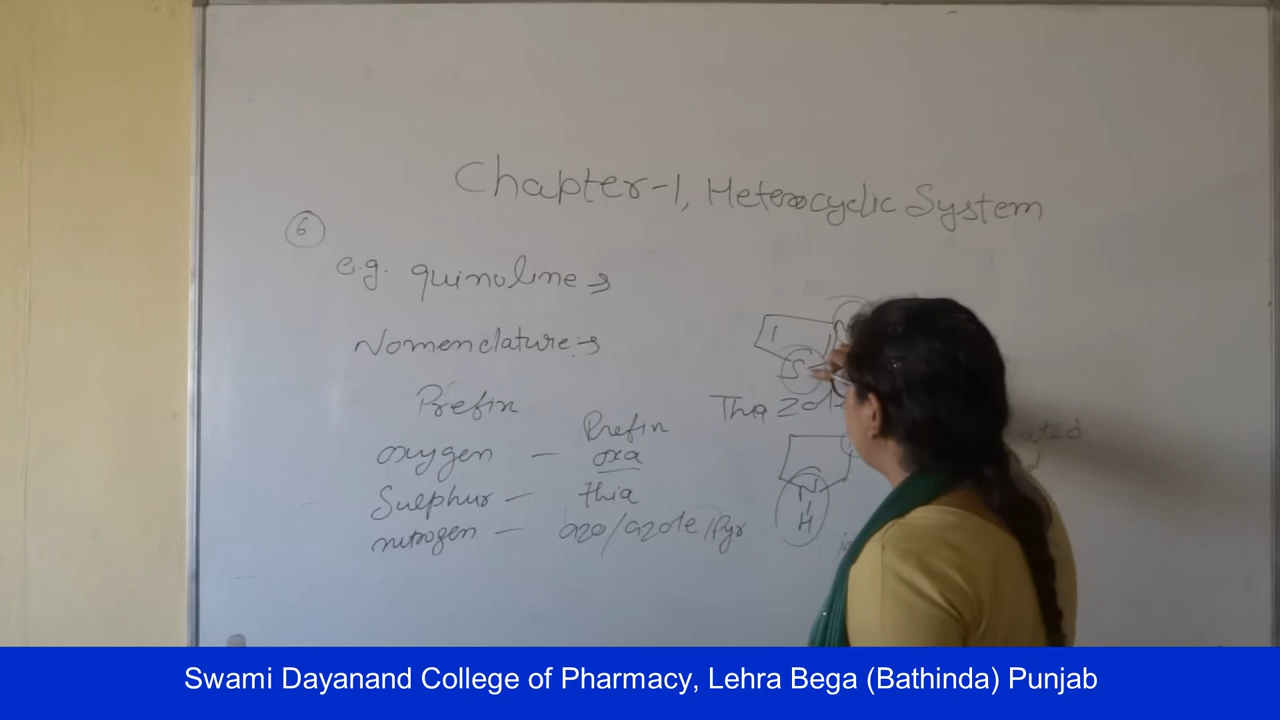 Chapter-1, Heterocyclic System
6
e.g. quinoline →
Nomenclature:→
Prefix
Prefix
oxygen — oxa
Sulphur — thia
nitrogen — azo/azole/pyr
S
Thiazol
N
H
Swami Dayanand College of Pharmacy, Lehra Bega (Bathinda) Punjab